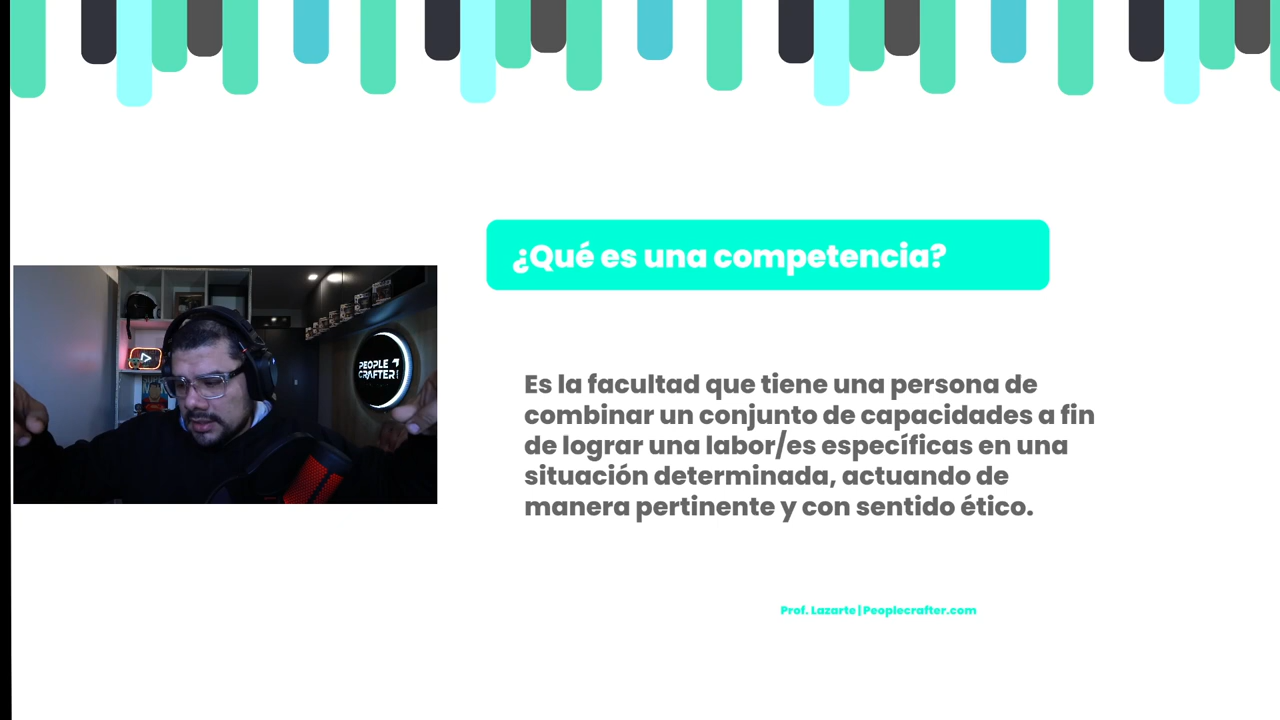 ¿Qué es una competencia?
PEOPLE
CRAFTER
Es la facultad que tiene una persona de
combinar un conjunto de capacidades a fin
de lograr una labor/es específicas en una
situación determinada, actuando de
manera pertinente y con sentido ético.
Prof. Lazarte|Peoplecrafter.com